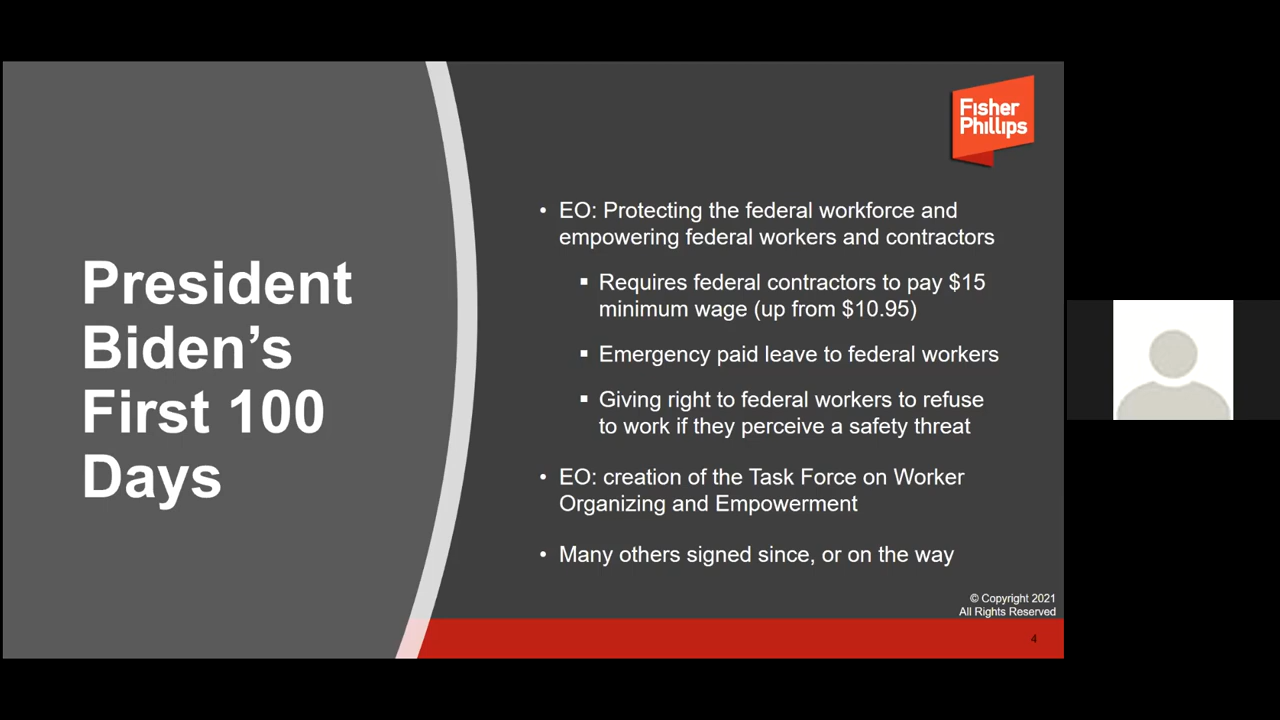 President
Biden’s
First 100
Days
Fisher
Phillips
• EO: Protecting the federal workforce and
empowering federal workers and contractors
▪ Requires federal contractors to pay $15
minimum wage (up from $10.95)
▪ Emergency paid leave to federal workers
▪ Giving right to federal workers to refuse
to work if they perceive a safety threat
• EO: creation of the Task Force on Worker
Organizing and Empowerment
• Many others signed since, or on the way
© Copyright 2021
All Rights Reserved
4